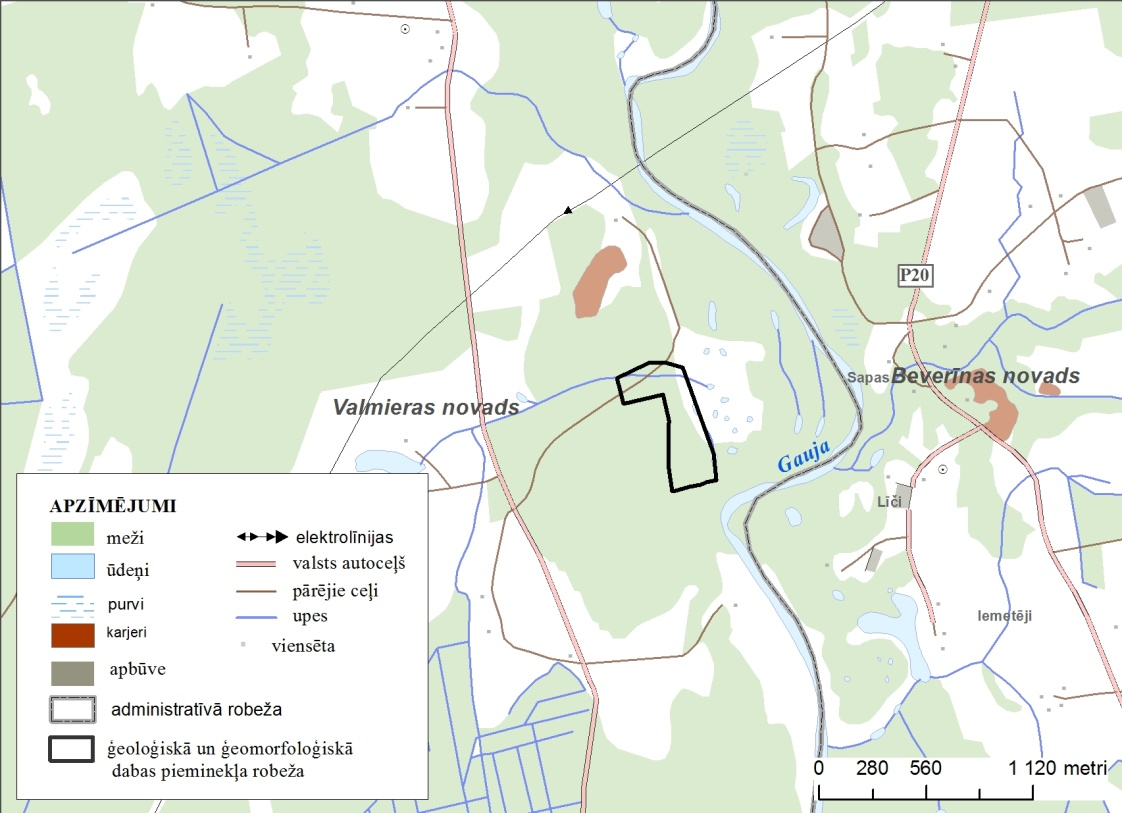 P20
Sapas
Beverīnas novads
Valmieras novads
Gauja
Līči
Iemetēji
APZĪMĒJUMI
meži
ūdeņi
purvi
karjeri
apbūve
administratīvā robeža
ģeoloģiskā un ģeomorfoloģiskā
dabas pieminekļa robeža
elektrolīnijas
valsts autoceļš
pārējie ceļi
upes
viensēta
0 280 560 1 120 metri